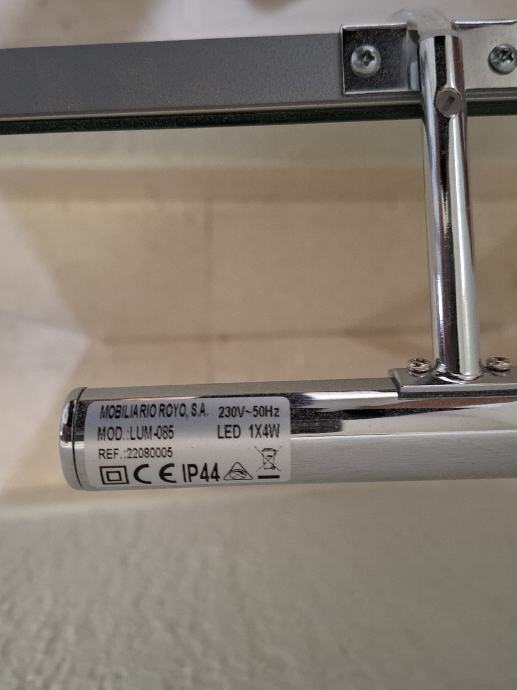 MOBILIARIO ROYO, S.A. 230V~50Hz
MOD.:LUM-085 LED 1X4W
REF.:22080005
CE IP44